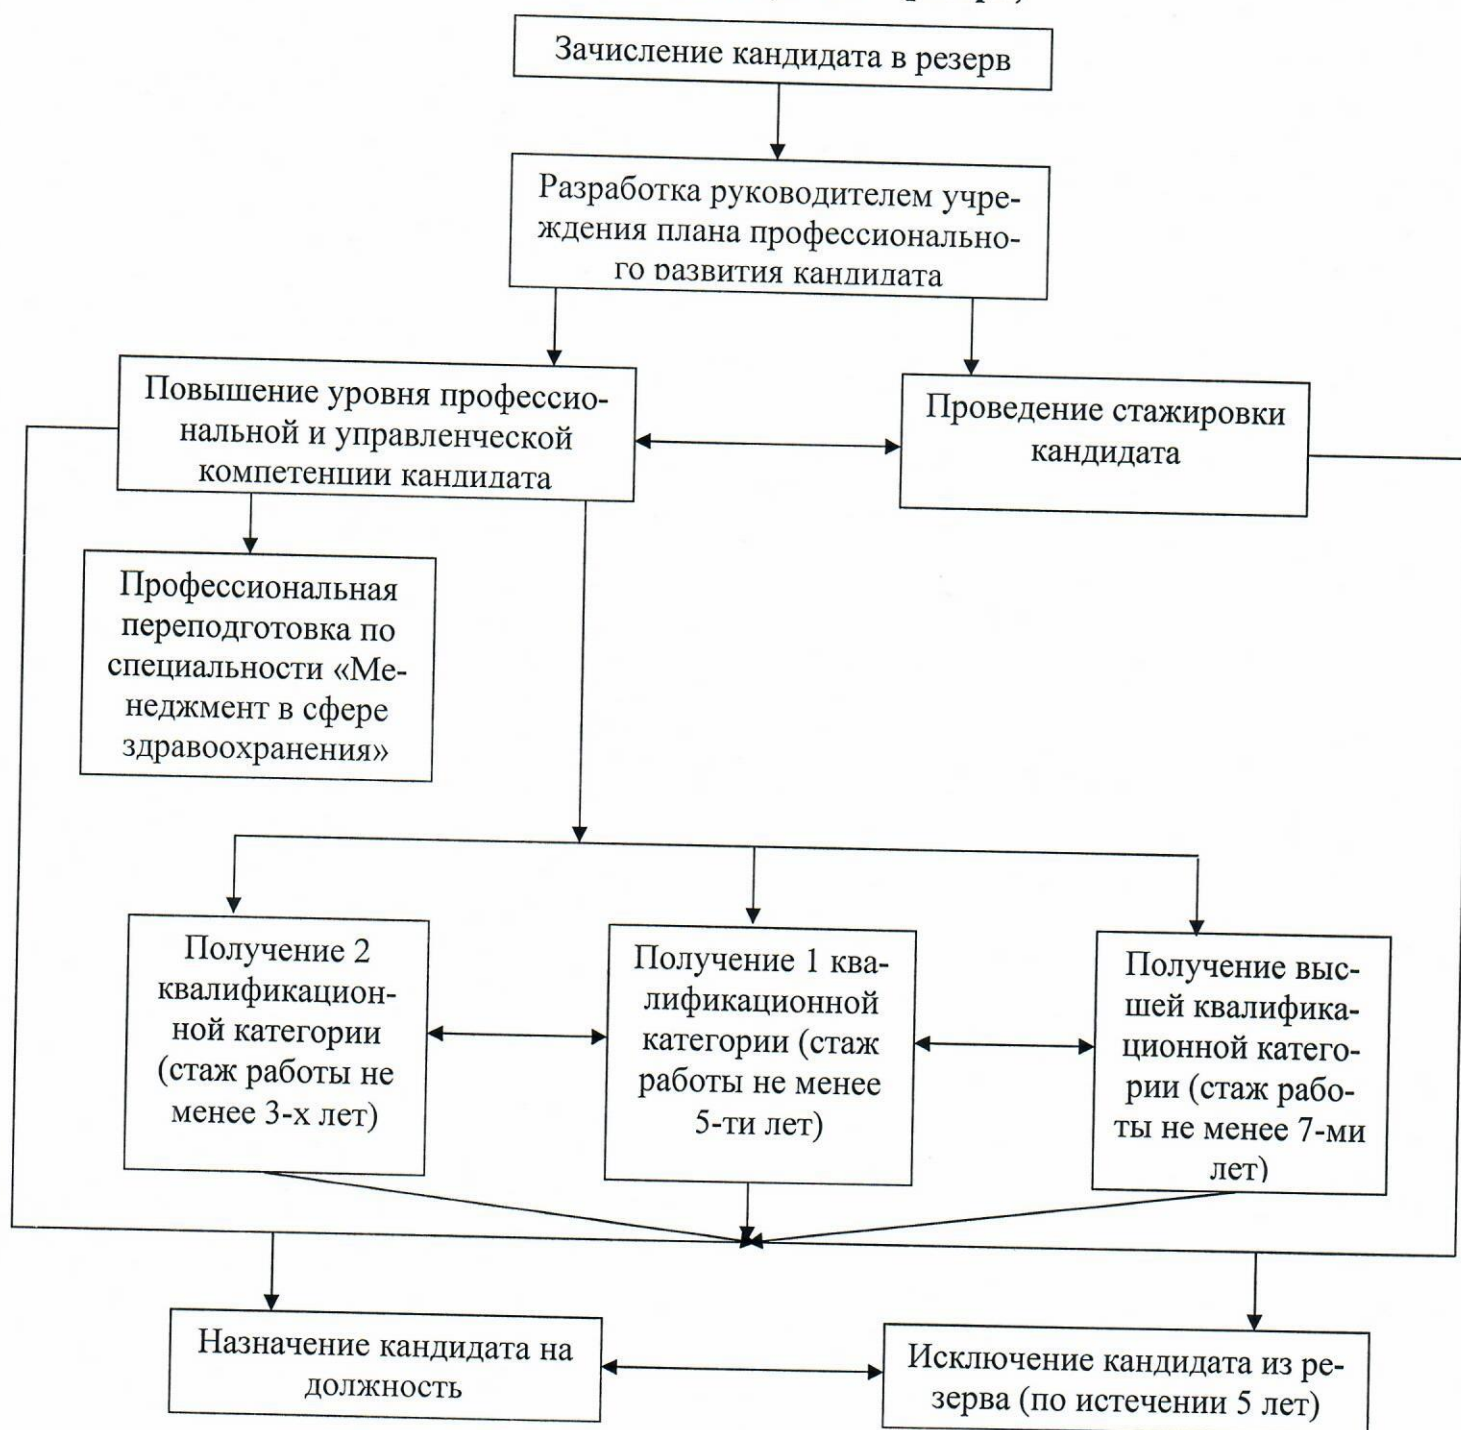 Зачисление кандидата в резерв
Разработка руководителем учре-
ждения плана профессионально-
го развития кандидата
Повышение уровня профессио-
нальной и управленческой
компетенции кандидата
Проведение стажировки
кандидата
Профессиональная
переподготовка по
специальности «Ме-
неджмент в сфере
здравоохранения»
Получение 2
квалификацион-
ной категории
(стаж работы не
менее 3-х лет)
Получение 1 ква-
лификационной
категории (стаж
работы не менее
5-ти лет)
Получение выс-
шей квалифика-
ционной катего-
рии (стаж рабо-
ты не менее 7-ми
лет)
Назначение кандидата на
должность
Исключение кандидата из ре-
зерва (по истечении 5 лет)